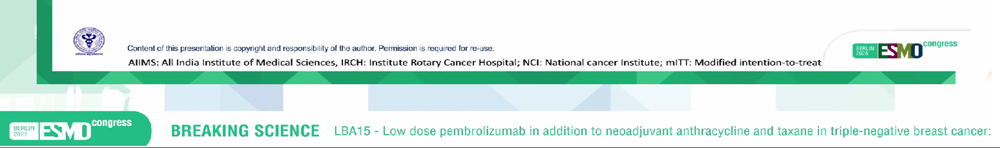 Content of this presentation is copyright and responsibility of the author. Permission is required for re-use.
AIIMS: All India Institute of Medical Sciences, IRCH: Institute Rotary Cancer Hospital; NCI: National cancer Institute; mITT: Modified intention-to-treat
BERLIN
2025
ESMO congress
BERLIN
2025
ESMO congress
BREAKING SCIENCE LBA15 - Low dose pembrolizumab in addition to neoadjuvant anthracycline and taxane in triple-negative breast cancer: